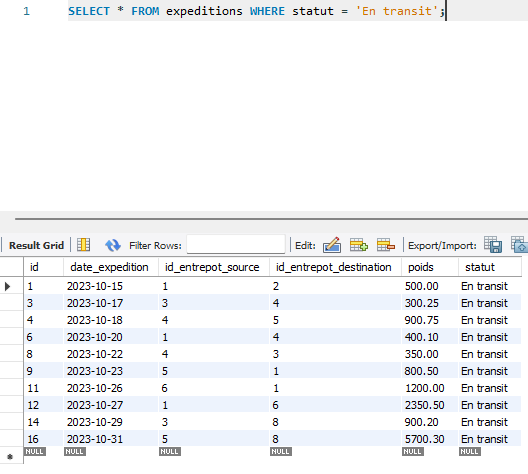 1 SELECT * FROM expeditions WHERE statut = 'En transit';
Result Grid Filter Rows: Edit: Export/Import:
id date_expedition id_entrepot_source id_entrepot_destination poids statut
1 2023-10-15 1 2 500.00 En transit
3 2023-10-17 3 4 300.25 En transit
4 2023-10-18 4 5 900.75 En transit
6 2023-10-20 1 4 400.10 En transit
8 2023-10-22 4 3 350.00 En transit
9 2023-10-23 5 1 800.50 En transit
11 2023-10-26 6 1 1200.00 En transit
12 2023-10-27 1 6 2350.50 En transit
14 2023-10-29 3 8 900.20 En transit
16 2023-10-31 5 8 5700.30 En transit
NULL NULL NULL NULL NULL NULL